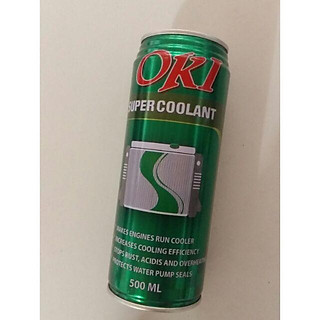 OKI
SUPER COOLANT
MAKES ENGINES RUN COOLER
INCREASES COOLING EFFICIENCY
STOPS RUST, ACIDIS AND OVERHEATING
PROTECTS WATER PUMP SEALS
500 ML